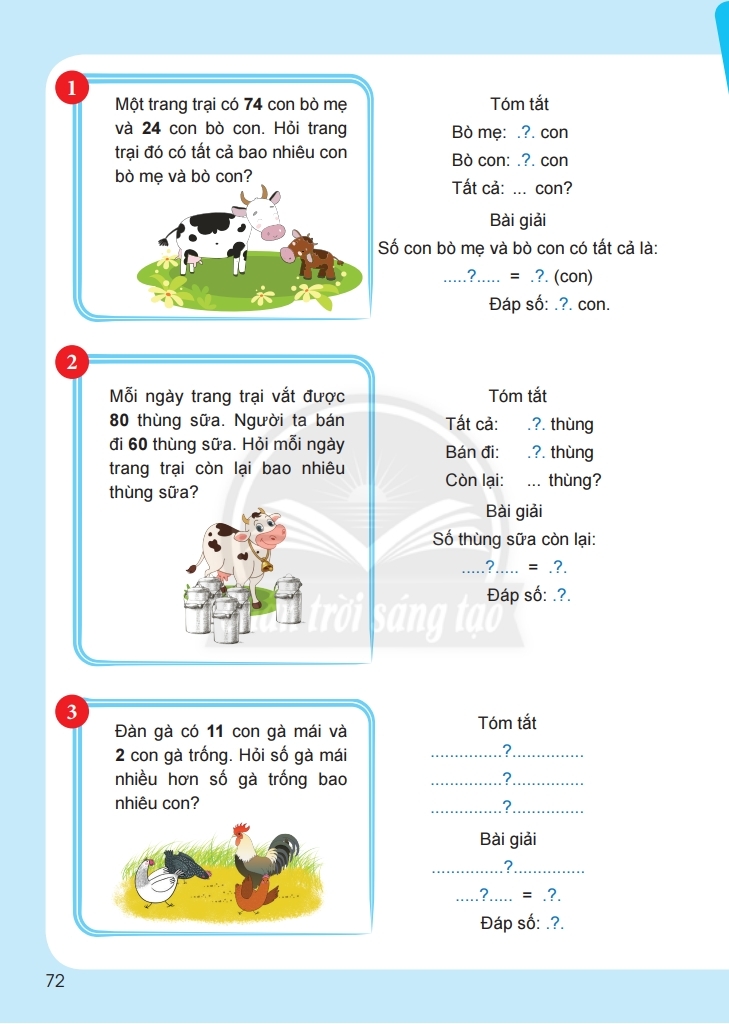 1
Một trang trại có 74 con bò mẹ
và 24 con bò con. Hỏi trang
trại đó có tất cả bao nhiêu con
bò mẹ và bò con?
Tóm tắt
Bò mẹ: .?. con
Bò con: .?. con
Tất cả: ... con?
Bài giải
Số con bò mẹ và bò con có tất cả là:
.....?..... = .?. (con)
Đáp số: .?. con.
2
Mỗi ngày trang trại vắt được
80 thùng sữa. Người ta bán
đi 60 thùng sữa. Hỏi mỗi ngày
trang trại còn lại bao nhiêu
thùng sữa?
Tóm tắt
Tất cả: .?. thùng
Bán đi: .?. thùng
Còn lại: ... thùng?
Bài giải
Số thùng sữa còn lại:
.....?..... = .?.
Đáp số: .?.
trời sáng tạo
3
Đàn gà có 11 con gà mái và
2 con gà trống. Hỏi số gà mái
nhiều hơn số gà trống bao
nhiêu con?
Tóm tắt
...............?...............
...............?...............
...............?...............
Bài giải
...............?...............
.....?..... = .?.
Đáp số: .?.
72